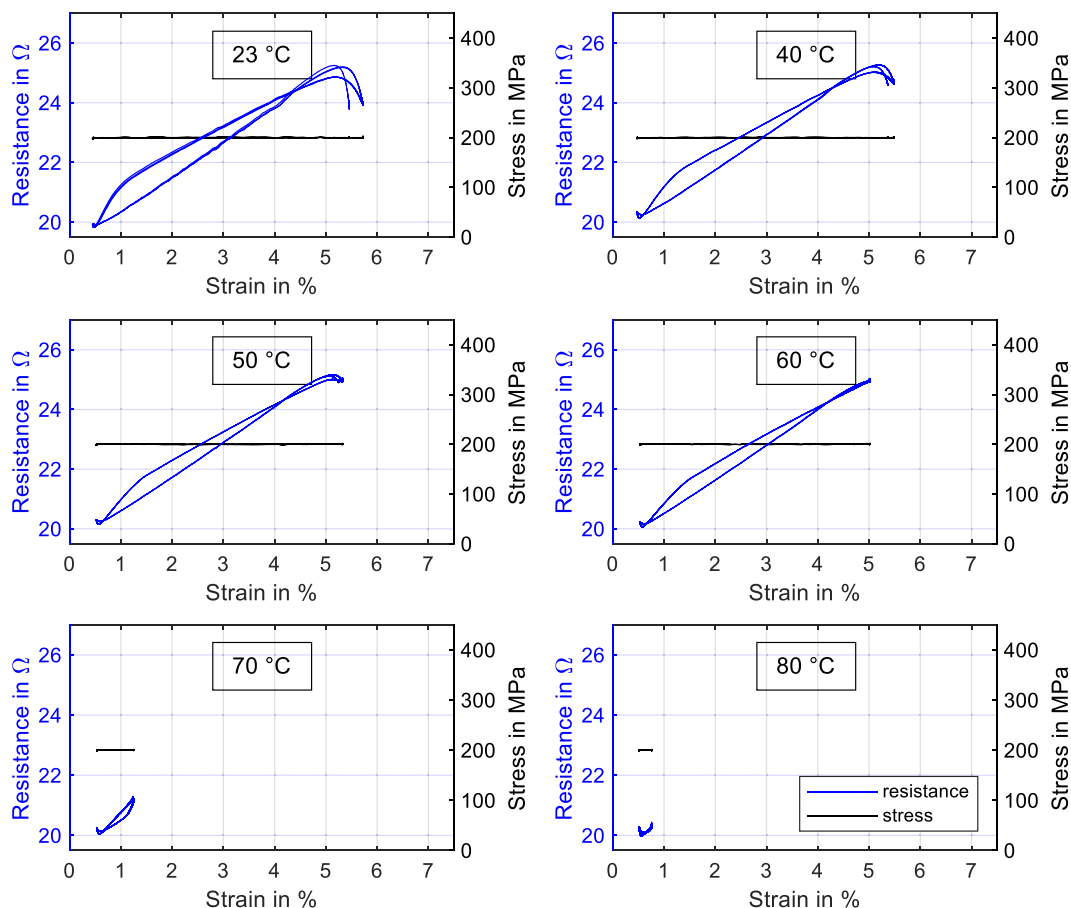 23 °C
Resistance in Ω
26
24
22
20
400
300
200
100
0
Stress in MPa
0 1 2 3 4 5 6 7
Strain in %
40 °C
Resistance in Ω
26
24
22
20
400
300
200
100
0
Stress in MPa
0 1 2 3 4 5 6 7
Strain in %
50 °C
Resistance in Ω
26
24
22
20
400
300
200
100
0
Stress in MPa
0 1 2 3 4 5 6 7
Strain in %
60 °C
Resistance in Ω
26
24
22
20
400
300
200
100
0
Stress in MPa
0 1 2 3 4 5 6 7
Strain in %
70 °C
Resistance in Ω
26
24
22
20
400
300
200
100
0
Stress in MPa
0 1 2 3 4 5 6 7
Strain in %
80 °C
Resistance in Ω
26
24
22
20
400
300
200
100
0
Stress in MPa
resistance
stress
0 1 2 3 4 5 6 7
Strain in %